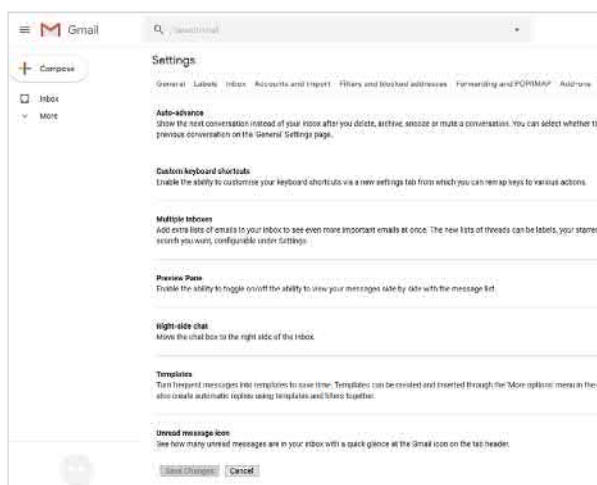 Gmail
Search mail
Compose
Inbox
More
Settings
General Labels Inbox Accounts and Import Filters and blocked addresses Forwarding and POP/IMAP Add-ons
Auto-advance
Show the next conversation instead of your inbox after you delete, archive, snooze or mute a conversation. You can select whether
previous conversation on the 'General' Settings page.
Custom keyboard shortcuts
Enable the ability to customise your keyboard shortcuts via a new settings tab from which you can remap keys to various actions.
Multiple Inboxes
Add extra lists of emails in your inbox to see even more important emails at once. The new lists of threads can be labels, your starred
search you want, configurable under Settings.
Preview Pane
Enable the ability to toggle on/off the ability to view your messages side by side with the message list.
Right-side chat
Move the chat box to the right side of the inbox.
Templates
Turn frequent messages into templates to save time. Templates can be created and inserted through the 'More options' menu in the
also create automatic replies using templates and filters together.
Unread message icon
See how many unread messages are in your inbox with a quick glance at the Gmail icon on the tab header.
Save Changes Cancel